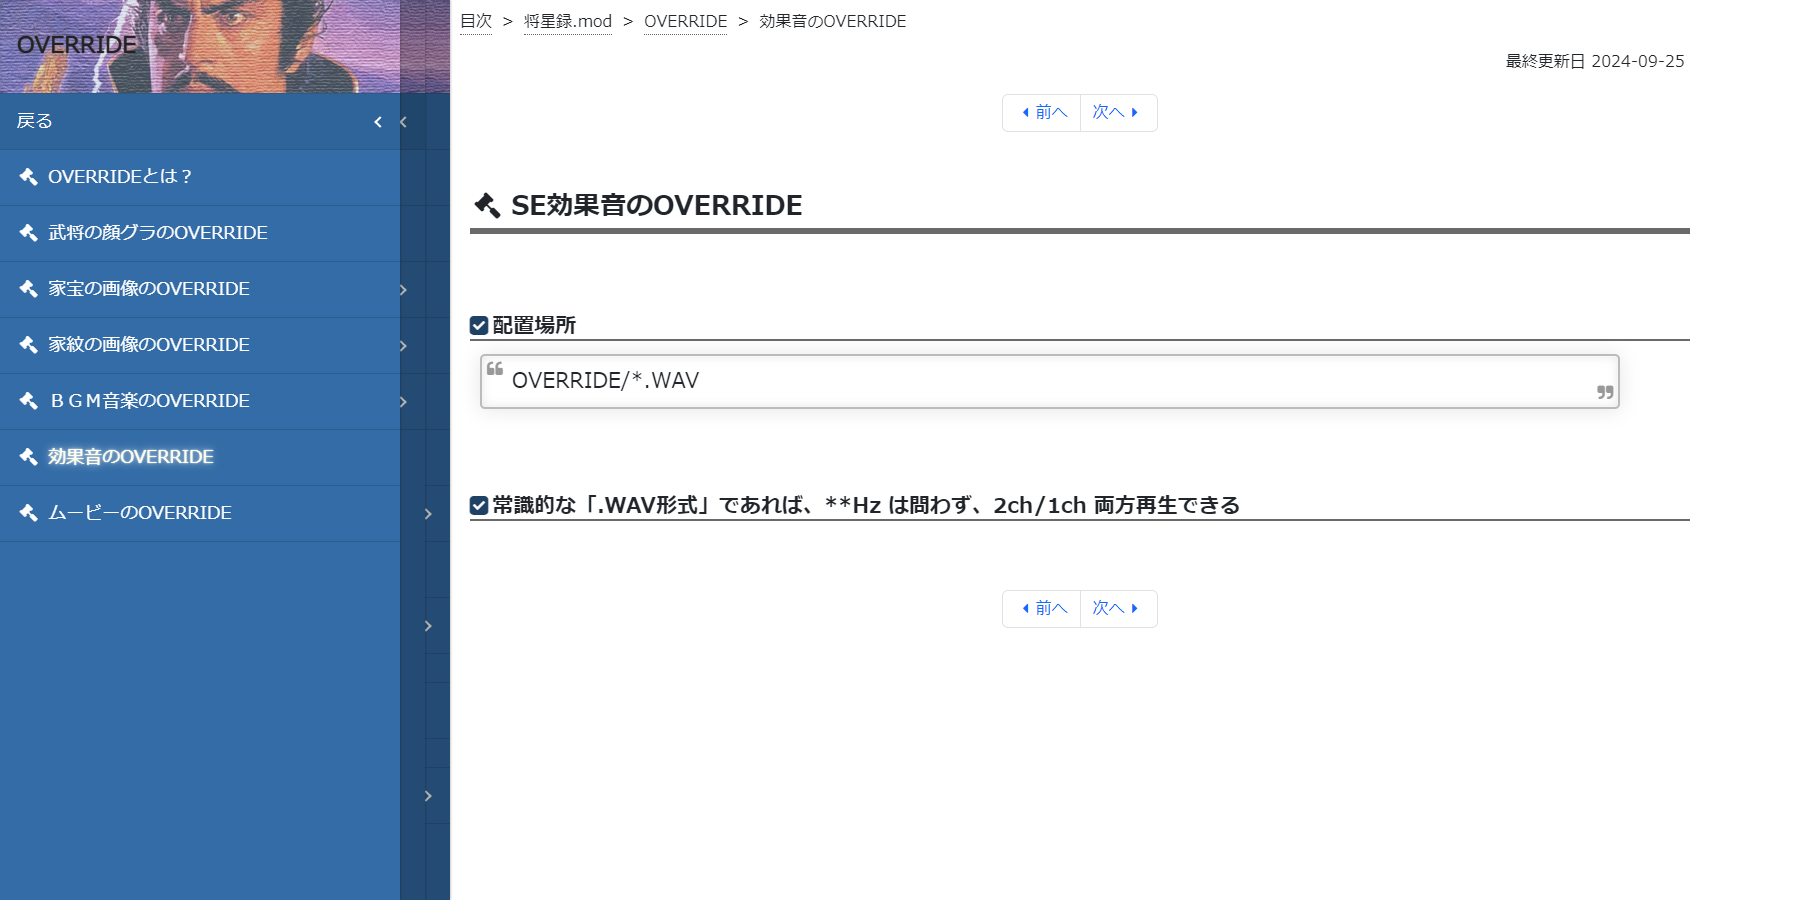 OVERRIDE
戻る
OVERRIDEとは？
武将の顔グラのOVERRIDE
家宝の画像のOVERRIDE
家紋の画像のOVERRIDE
ＢＧＭ音楽のOVERRIDE
効果音のOVERRIDE
ムービーのOVERRIDE
目次 > 将星録.mod > OVERRIDE > 効果音のOVERRIDE
最終更新日 2024-09-25
前へ 次へ
SE効果音のOVERRIDE
配置場所
OVERRIDE/*.WAV
常識的な「.WAV形式」であれば、**Hz は問わず、2ch/1ch 両方再生できる
前へ 次へ